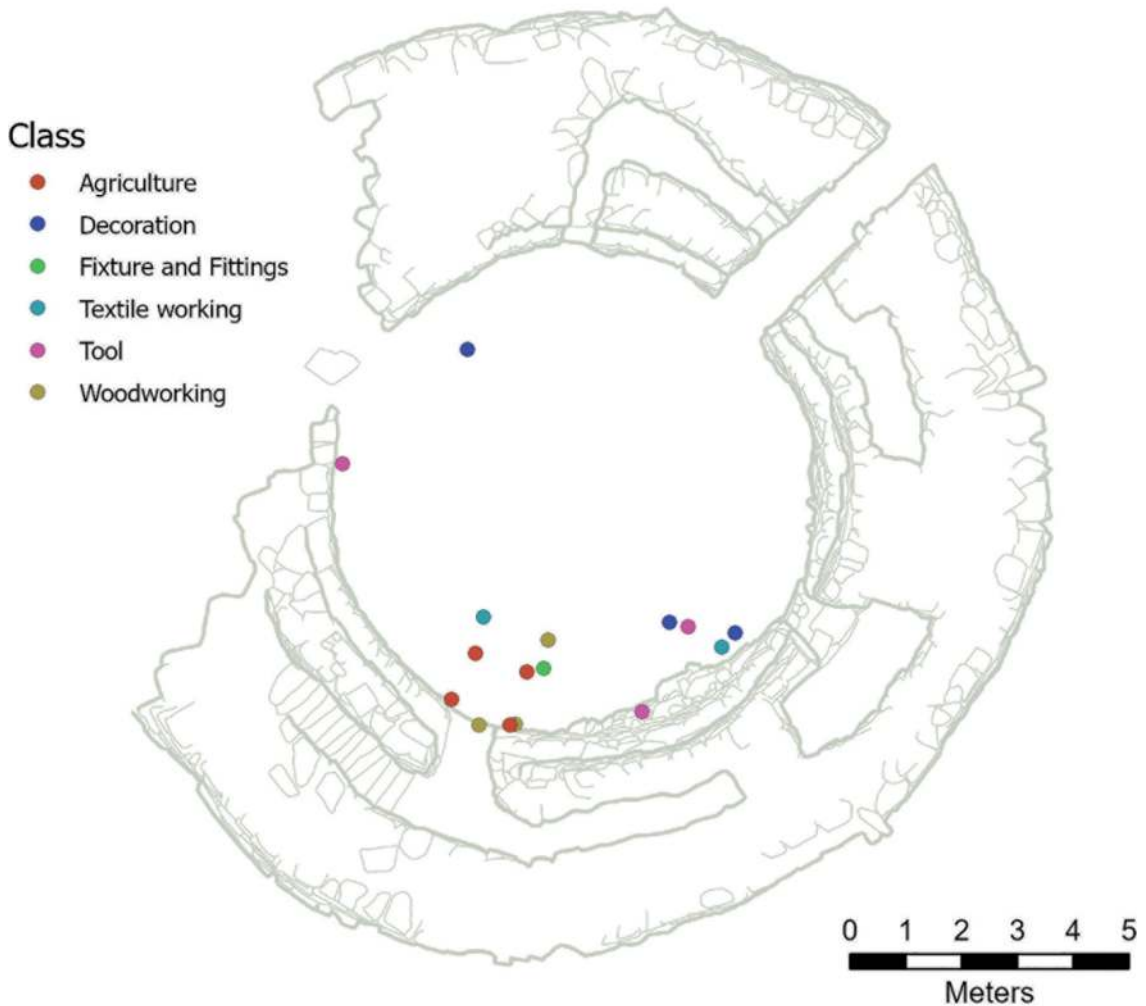 Class
Agriculture
Decoration
Fixture and Fittings
Textile working
Tool
Woodworking
0 1 2 3 4 5
Meters